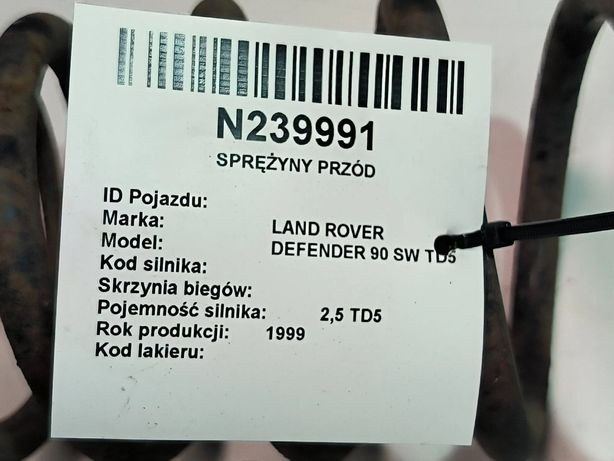 N239991
SPRĘŻYNY PRZÓD
ID Pojazdu:
Marka: LAND ROVER
Model: DEFENDER 90 SW TD5
Kod silnika:
Skrzynia biegów:
Pojemność silnika: 2,5 TD5
Rok produkcji: 1999
Kod lakieru: